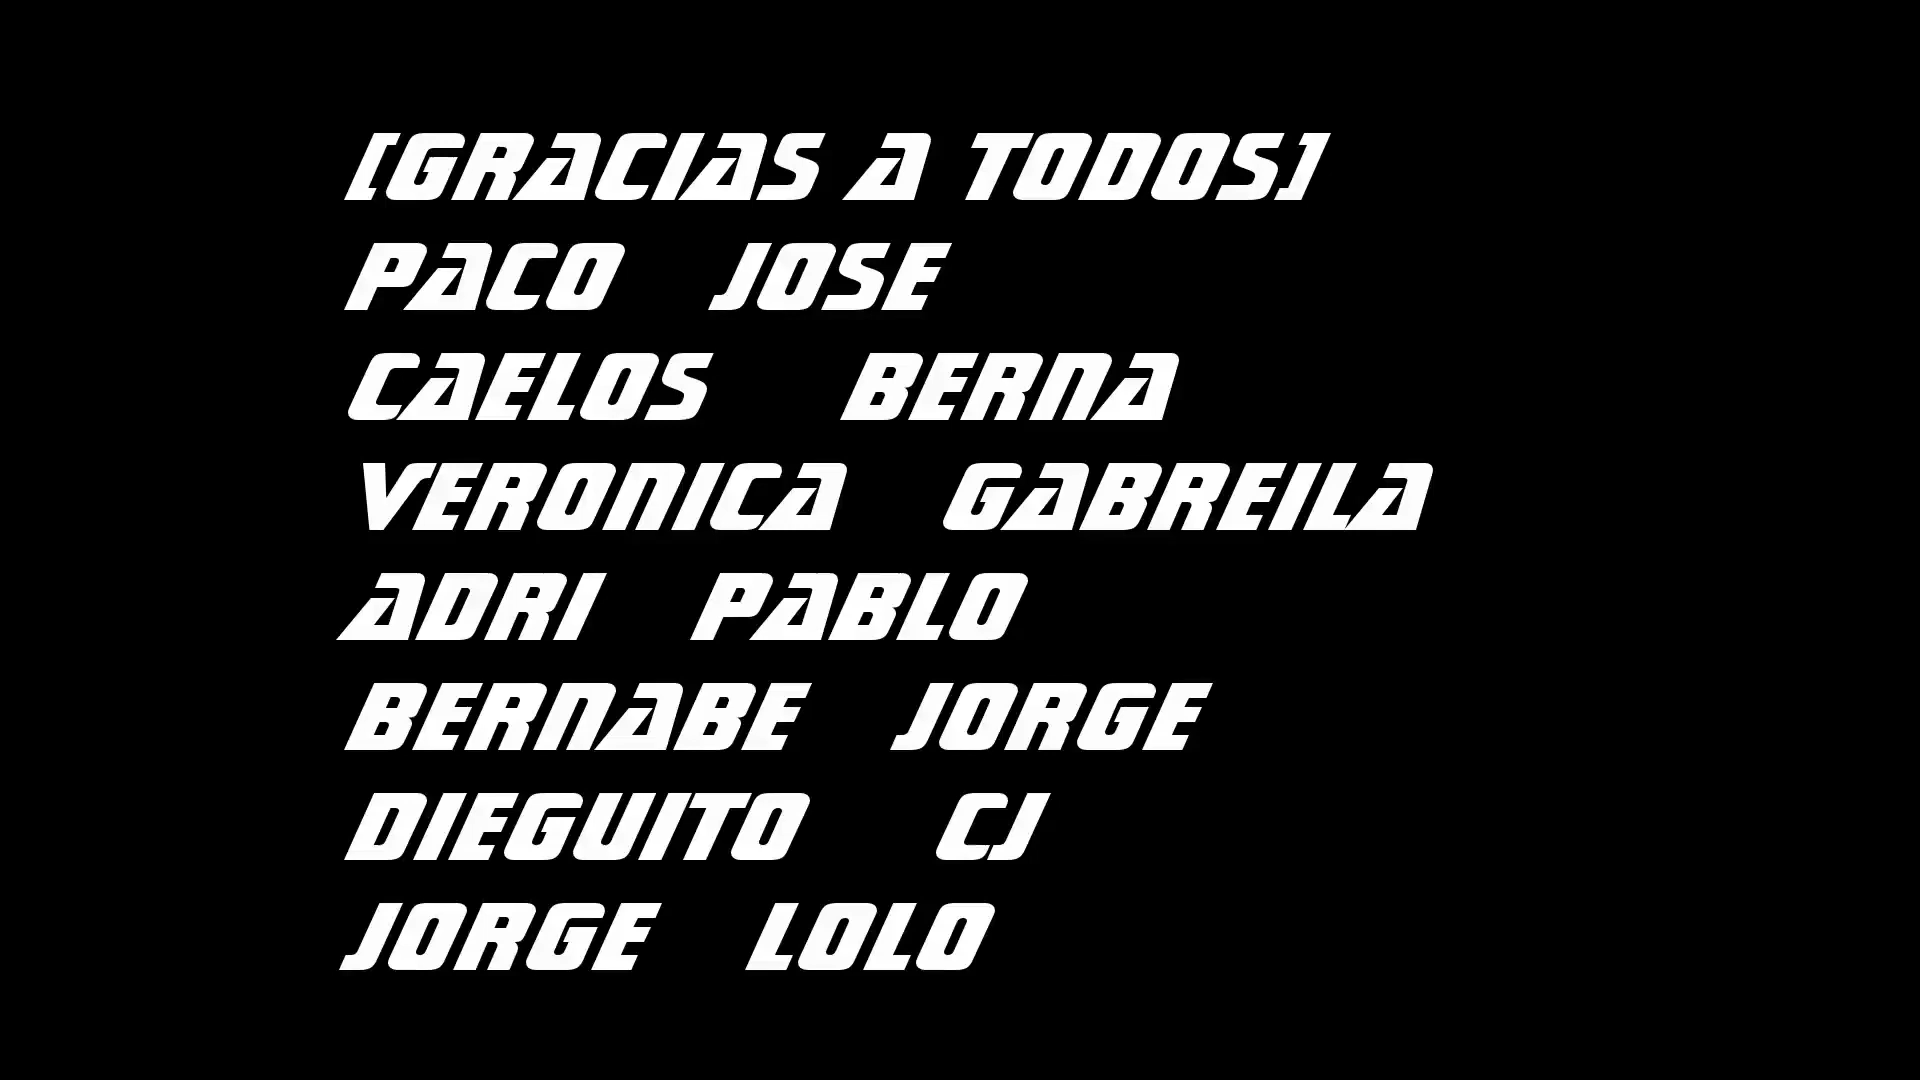 [GRACIAS A TODOS]
PACO JOSE
CAELOS BERNA
VERONICA GABREILA
ADRI PABLO
BERNABE JORGE
DIEGUITO CJ
JORGE LOLO